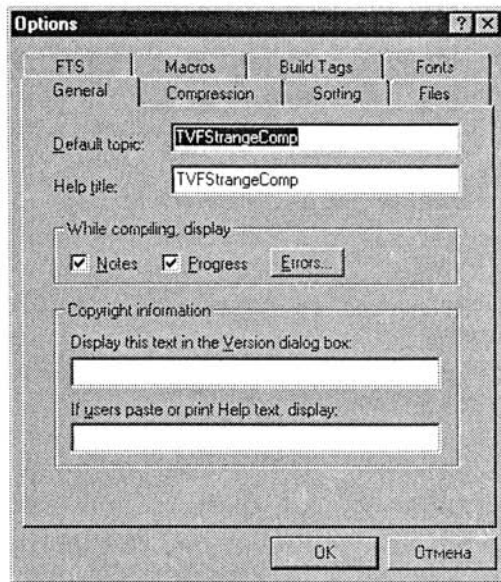 Options
FTS Macros Build Tags Fonts
General Compression Sorting Files
Default topic: TVFStrangeComp
Help title: TVFStrangeComp
While compiling, display
Notes Progress Errors...
Copyright information
Display this text in the Version dialog box:
If users paste or print Help text, display:
OK Отмена